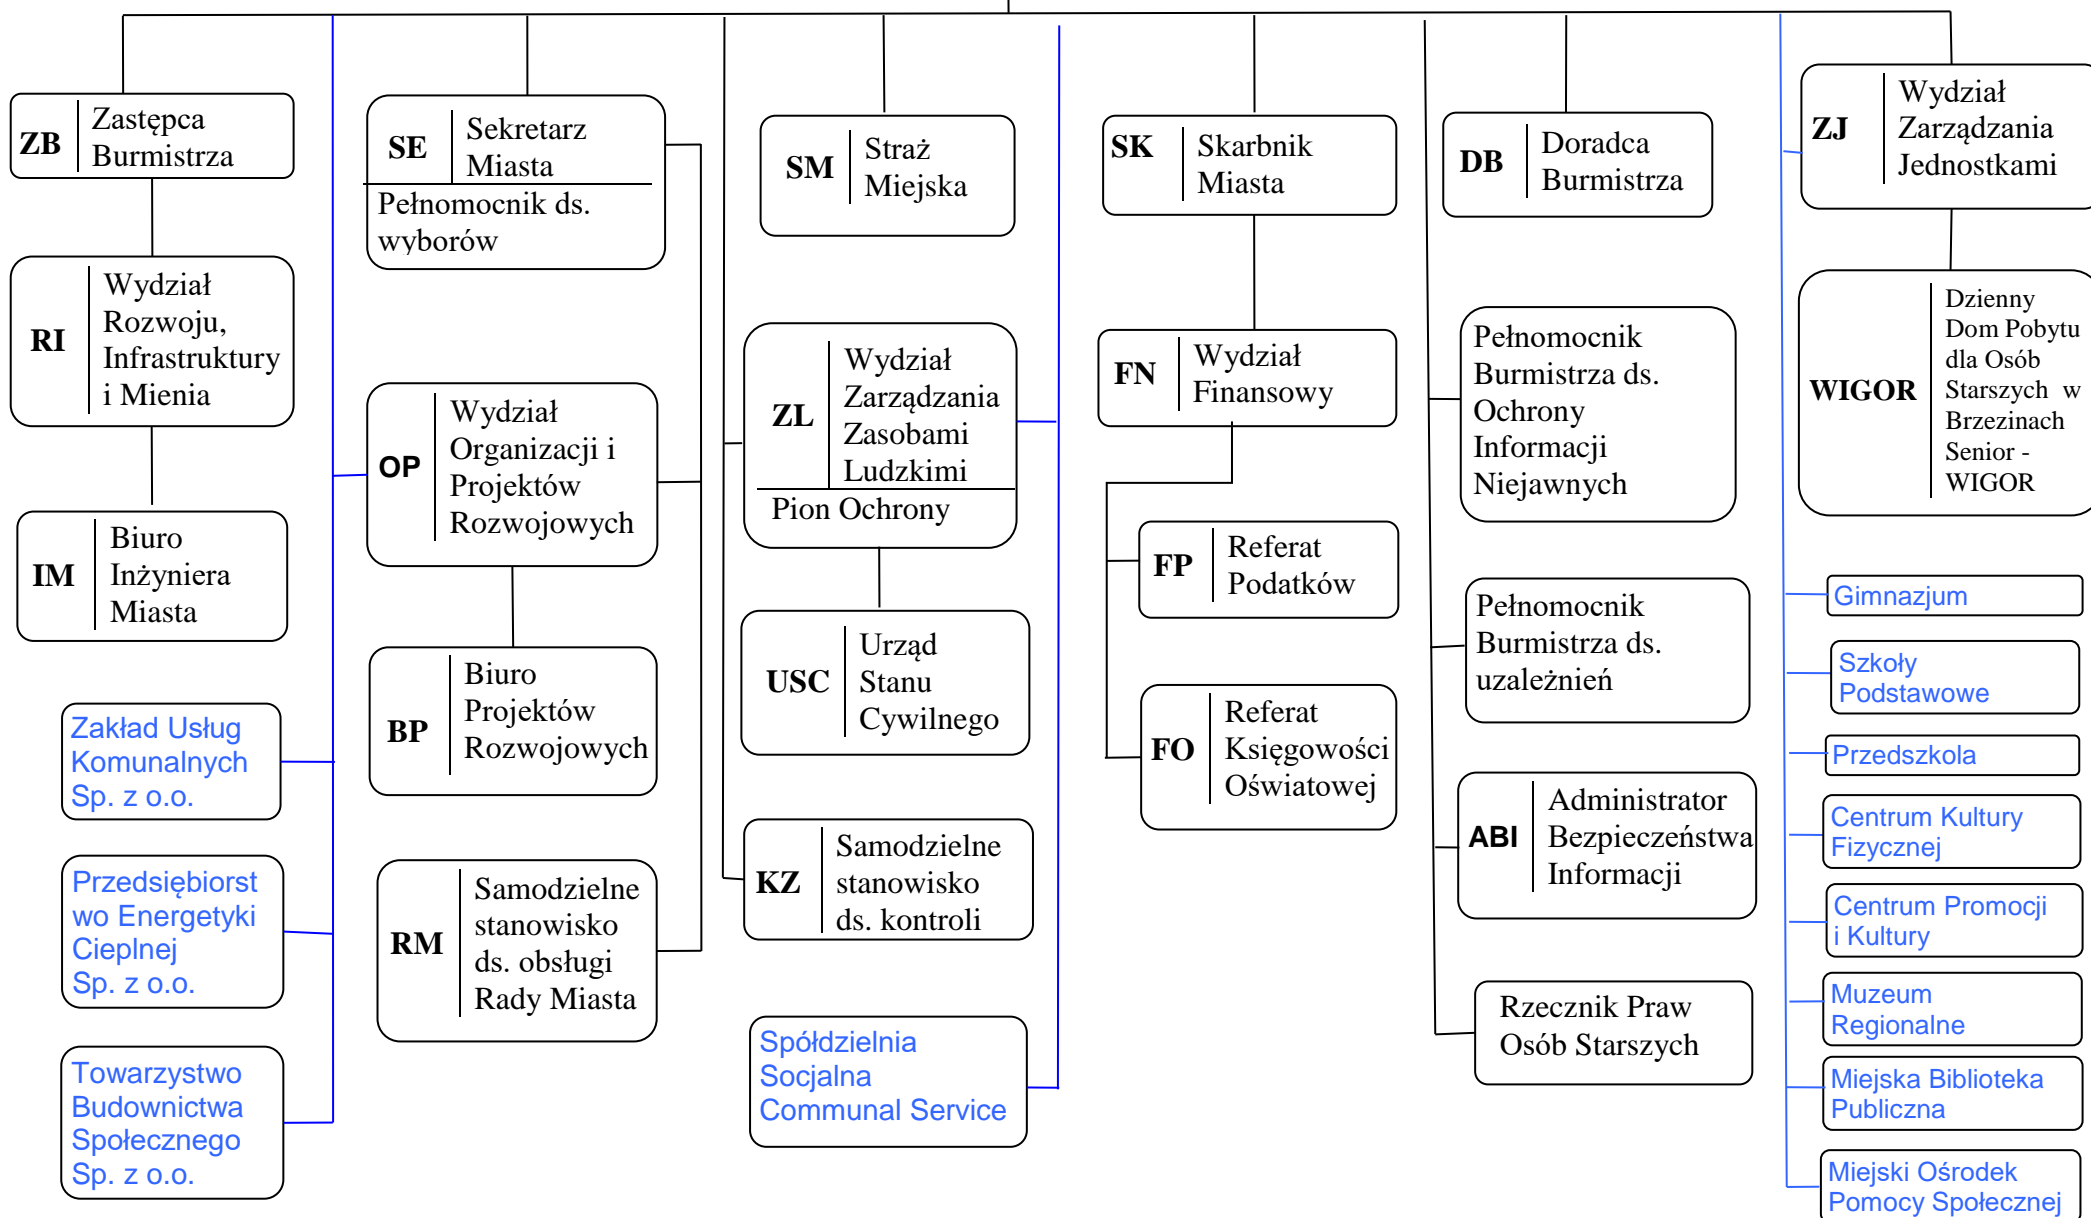 ZB
Zastępca
Burmistrza
RI
Wydział
Rozwoju,
Infrastruktury
i Mienia
IM
Biuro
Inżyniera
Miasta
Zakład Usług
Komunalnych
Sp. z o.o.
Przedsiębiorst
wo Energetyki
Cieplnej
Sp. z o.o.
Towarzystwo
Budownictwa
Społecznego
Sp. z o.o.
SE
Sekretarz
Miasta
Pełnomocnik ds.
wyborów
OP
Wydział
Organizacji i
Projektów
Rozwojowych
BP
Biuro
Projektów
Rozwojowych
RM
Samodzielne
stanowisko
ds. obsługi
Rady Miasta
SM
Straż
Miejska
ZL
Wydział
Zarządzania
Zasobami
Ludzkimi
Pion Ochrony
USC
Urząd
Stanu
Cywilnego
KZ
Samodzielne
stanowisko
ds. kontroli
Spółdzielnia
Socjalna
Communal Service
SK
Skarbnik
Miasta
FN
Wydział
Finansowy
FP
Referat
Podatków
FO
Referat
Księgowości
Oświatowej
DB
Doradca
Burmistrza
Pełnomocnik
Burmistrza ds.
Ochrony
Informacji
Niejawnych
Pełnomocnik
Burmistrza ds.
uzależnień
ABI
Administrator
Bezpieczeństwa
Informacji
Rzecznik Praw
Osób Starszych
ZJ
Wydział
Zarządzania
Jednostkami
WIGOR
Dzienny
Dom Pobytu
dla Osób
Starszych w
Brzezinach
Senior -
WIGOR
Gimnazjum
Szkoły
Podstawowe
Przedszkola
Centrum Kultury
Fizycznej
Centrum Promocji
i Kultury
Muzeum
Regionalne
Miejska Biblioteka
Publiczna
Miejski Ośrodek
Pomocy Społecznej